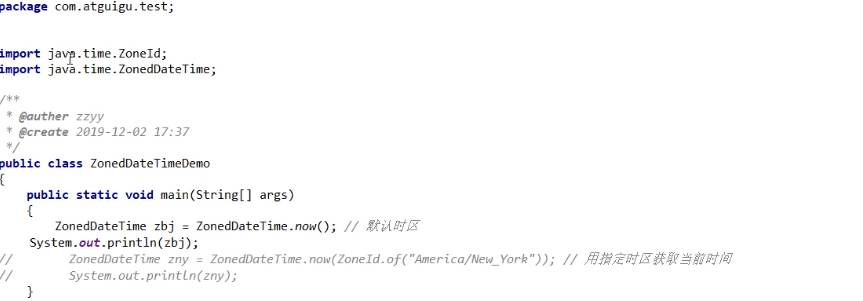 package com.atguigu.test;
import java.time.ZoneId;
import java.time.ZonedDateTime;
/**
 * @auther zzyy
 * @create 2019-12-02 17:37
 */
public class ZonedDateTimeDemo
{
    public static void main(String[] args)
    {
        ZonedDateTime zbj = ZonedDateTime.now(); // 默认时区
    System.out.println(zbj);
//        ZonedDateTime zny = ZonedDateTime.now(ZoneId.of("America/New_York")); // 用指定时区获取当前时间
//        System.out.println(zny);
    }